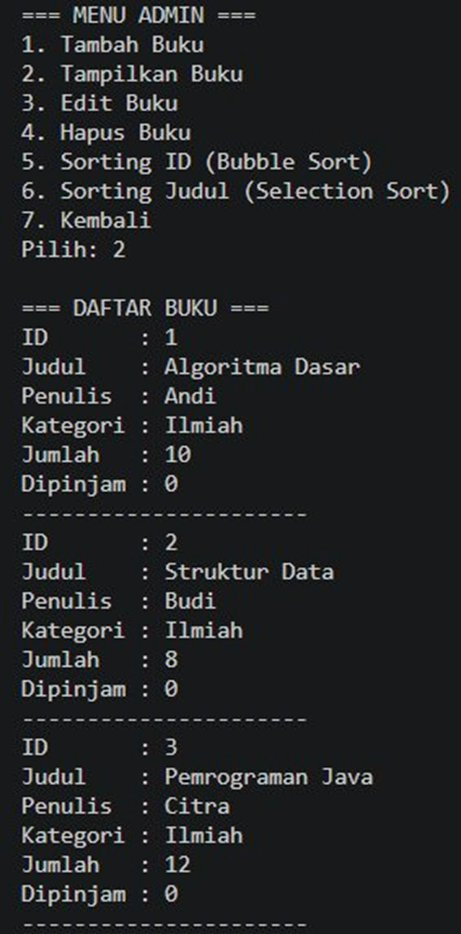 === MENU ADMIN ===
1. Tambah Buku
2. Tampilkan Buku
3. Edit Buku
4. Hapus Buku
5. Sorting ID (Bubble Sort)
6. Sorting Judul (Selection Sort)
7. Kembali
Pilih: 2

=== DAFTAR BUKU ===
ID       : 1
Judul    : Algoritma Dasar
Penulis  : Andi
Kategori : Ilmiah
Jumlah   : 10
Dipinjam : 0
----------------------
ID       : 2
Judul    : Struktur Data
Penulis  : Budi
Kategori : Ilmiah
Jumlah   : 8
Dipinjam : 0
----------------------
ID       : 3
Judul    : Pemrograman Java
Penulis  : Citra
Kategori : Ilmiah
Jumlah   : 12
Dipinjam : 0
----------------------